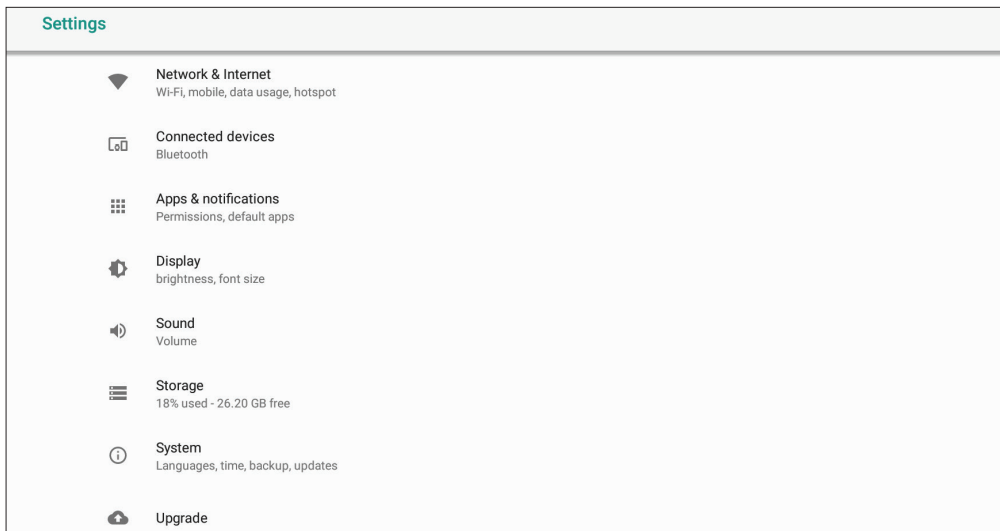 Settings
Network & Internet
Wi-Fi, mobile, data usage, hotspot
Connected devices
Bluetooth
Apps & notifications
Permissions, default apps
Display
brightness, font size
Sound
Volume
Storage
18% used - 26.20 GB free
System
Languages, time, backup, updates
Upgrade